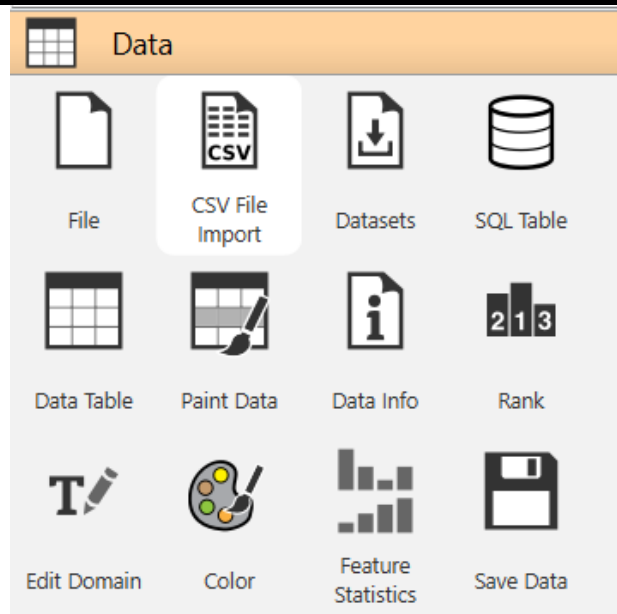 Data
CSV
File
CSV File
Import
Datasets
SQL Table
i
2 1 3
Data Table
Paint Data
Data Info
Rank
T
Edit Domain
Color
Feature
Statistics
Save Data